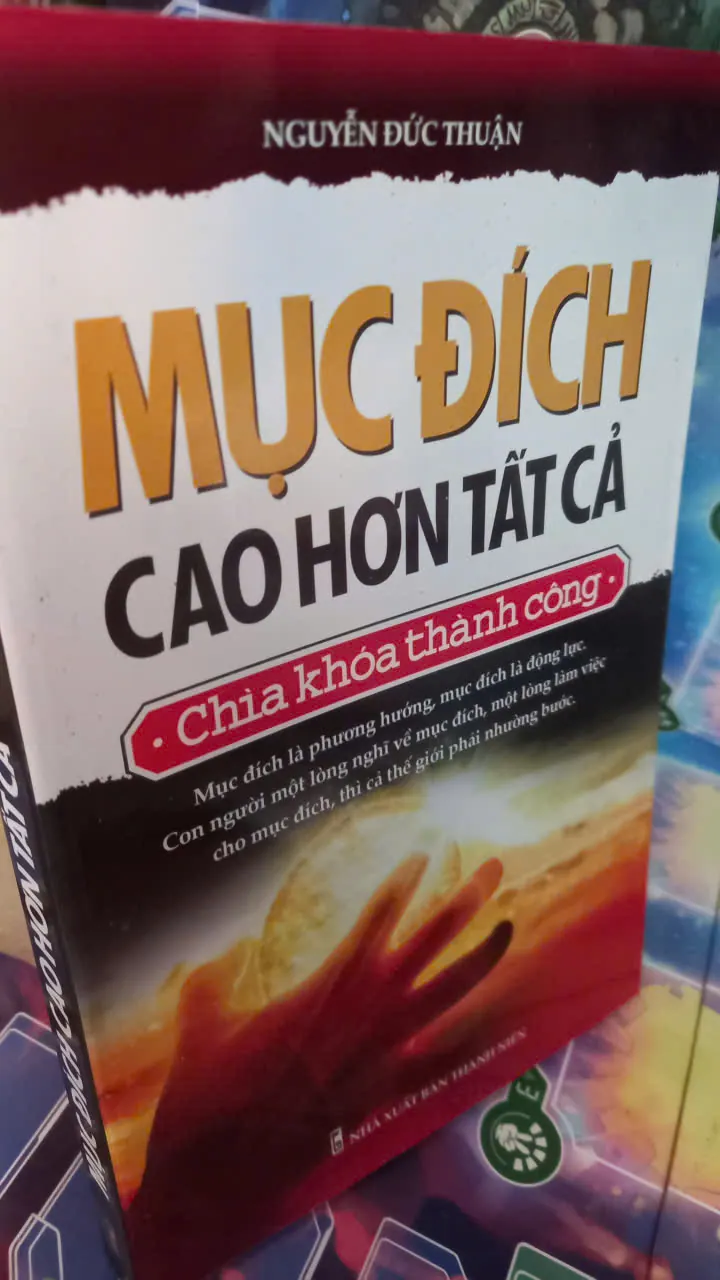 NGUYỄN ĐỨC THUẬN
MỤC ĐÍCH
CAO HƠN TẤT CẢ
• Chìa khóa thành công •
Mục đích là phương hướng, mục đích là động lực.
Con người một lòng nghĩ về mục đích, một lòng làm việc
cho mục đích, thì cả thế giới phải nhường bước.
NHÀ XUẤT BẢN THANH NIÊN
MỤC ĐÍCH CAO HƠN TẤT CẢ